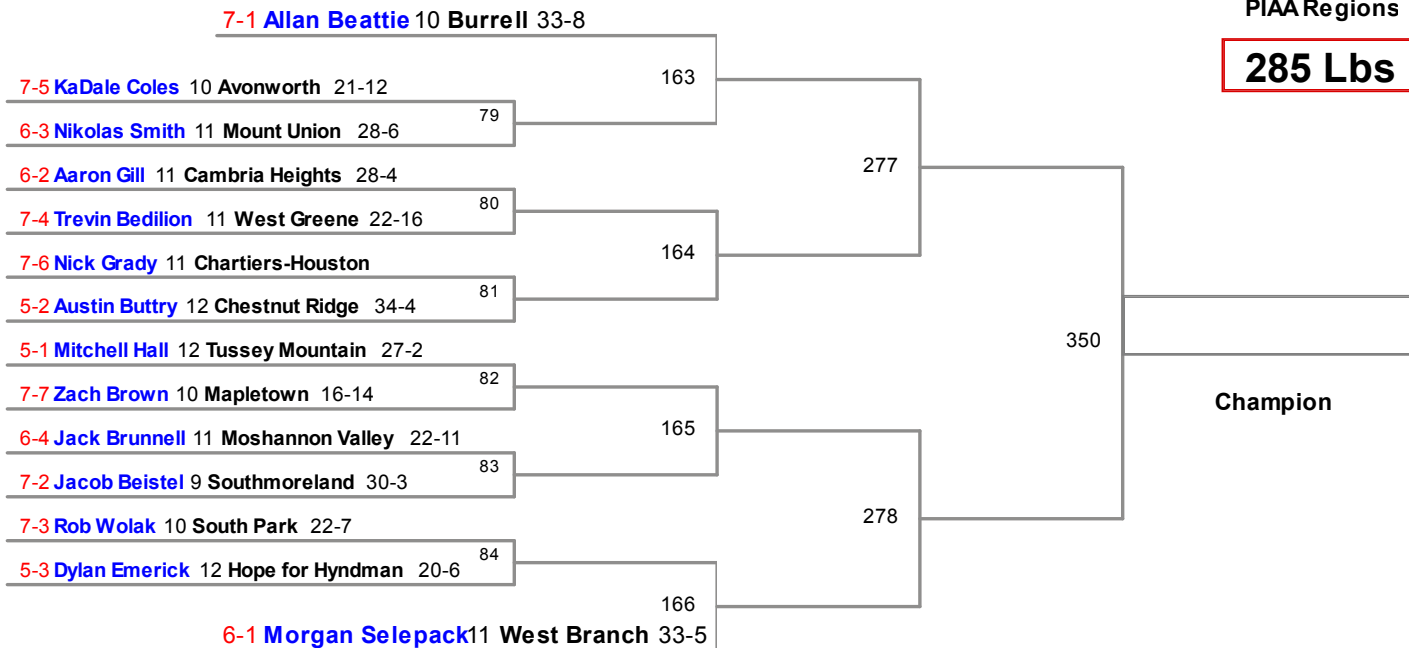 7-1 Allan Beattie 10 Burrell 33-8
PIAA Regions
285 Lbs
163
7-5 KaDale Coles 10 Avonworth 21-12
79
6-3 Nikolas Smith 11 Mount Union 28-6
277
6-2 Aaron Gill 11 Cambria Heights 28-4
80
7-4 Trevin Bedilion 11 West Greene 22-16
164
7-6 Nick Grady 11 Chartiers-Houston
81
5-2 Austin Buttry 12 Chestnut Ridge 34-4
350
5-1 Mitchell Hall 12 Tussey Mountain 27-2
82
7-7 Zach Brown 10 Mapletown 16-14
Champion
165
6-4 Jack Brunnell 11 Moshannon Valley 22-11
83
7-2 Jacob Beistel 9 Southmoreland 30-3
278
7-3 Rob Wolak 10 South Park 22-7
84
5-3 Dylan Emerick 12 Hope for Hyndman 20-6
166
6-1 Morgan Selepack 11 West Branch 33-5